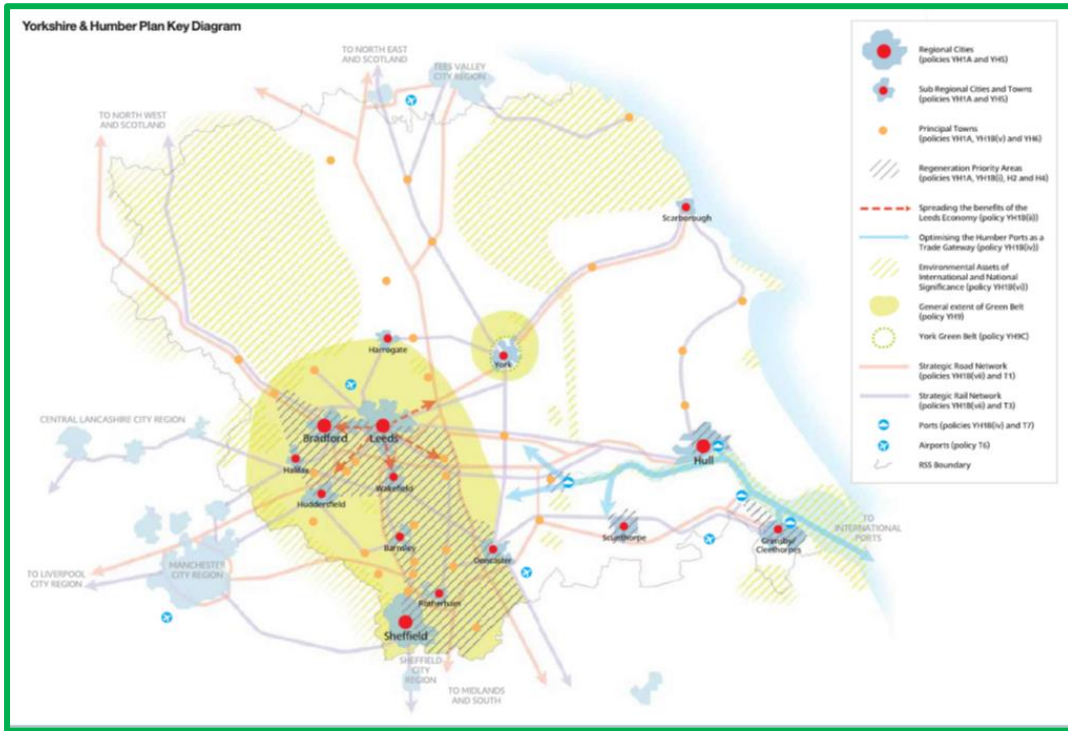 Yorkshire & Humber Plan Key Diagram
TO NORTH EAST
AND SCOTLAND
TEES VALLEY
CITY REGION
TO NORTH WEST
AND SCOTLAND
Scarborough
Harrogate
York
CENTRAL LANCASHIRE CITY REGION
Bradford
Leeds
Hull
Halifax
Wakefield
Huddersfield
Barnsley
Doncaster
Scunthorpe
Grimsby/
Cleethorpes
TO
INTERNATIONAL
PORTS
MANCHESTER
CITY REGION
TO LIVERPOOL
CITY REGION
Rotherham
Sheffield
SHEFFIELD
CITY
REGION
TO MIDLANDS
AND SOUTH
Regional Cities
(policies YH1A and YH5)
Sub Regional Cities and Towns
(policies YH1A and YH5)
Principal Towns
(policies YH1A, YH1B(v) and YH6)
Regeneration Priority Areas
(policies YH1A, YH1B(i), H2 and H4)
Spreading the benefits of the
Leeds Economy (policy YH1B(ii))
Optimising the Humber Ports as a
Trade Gateway (policy YH1B(iv))
Environmental Assets of
International and National
Significance (policy YH1B(vi))
General extent of Green Belt
(policy YH9)
York Green Belt (policy YH9C)
Strategic Road Network
(policies YH1B(vii) and T1)
Strategic Rail Network
(policies YH1B(vii) and T3)
Ports (policies YH1B(iv) and T7)
Airports (policy T6)
RSS Boundary